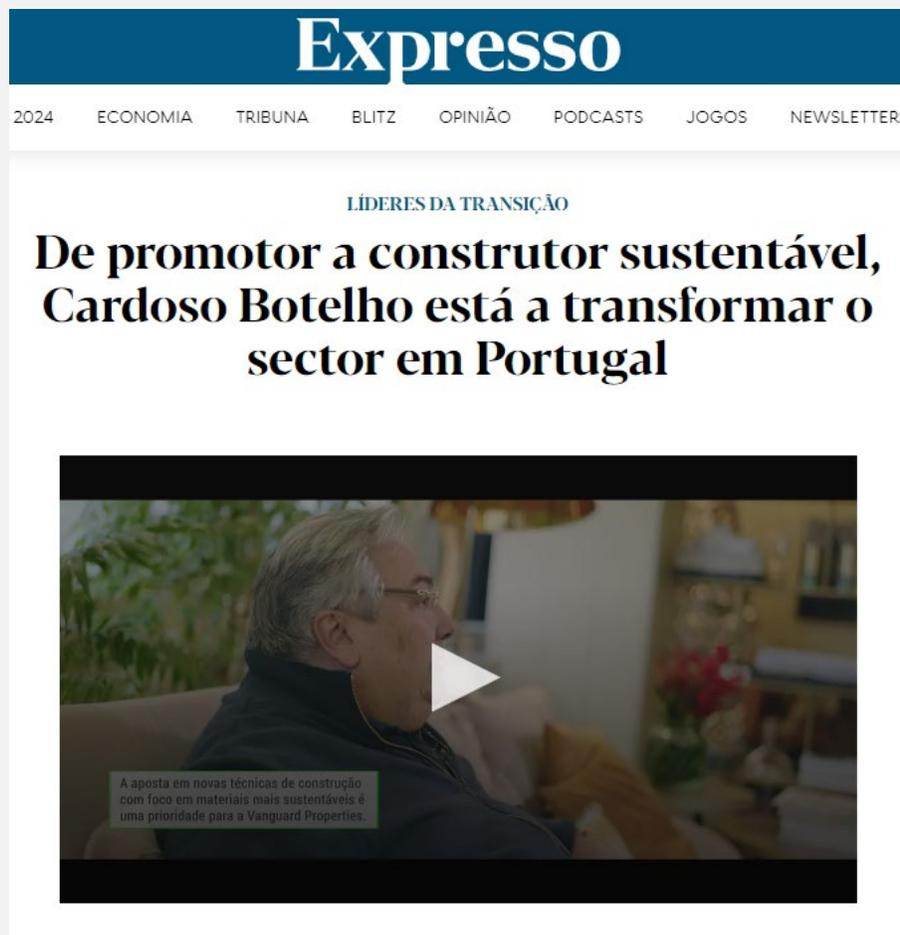 Expresso
2024 ECONOMIA TRIBUNA BLITZ OPINIÃO PODCASTS JOGOS NEWSLETTER
LÍDERES DA TRANSIÇÃO
De promotor a construtor sustentável,
Cardoso Botelho está a transformar o
sector em Portugal
A aposta em novas técnicas de construção
com foco em materiais mais sustentáveis é
uma prioridade para a Vanguard Properties.